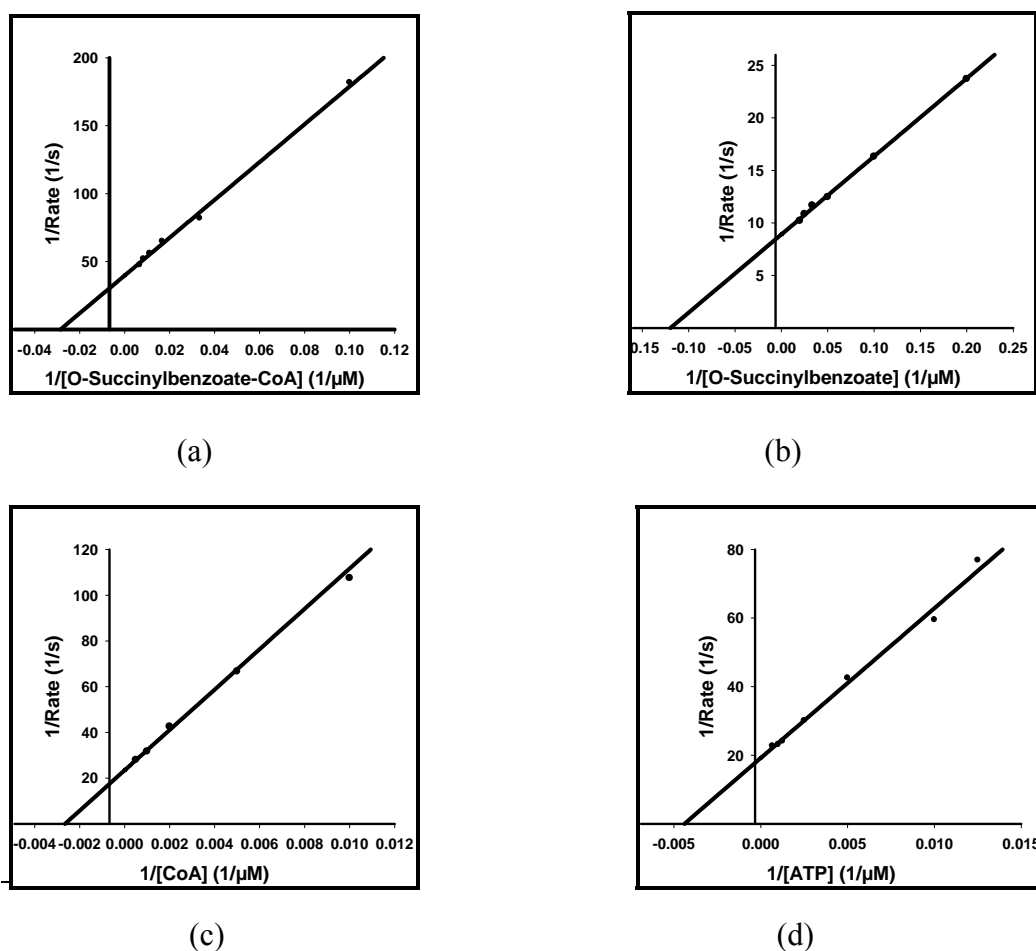 200
150
100
50
1/Rate (1/s)
-0.04 -0.02 0.00 0.02 0.04 0.06 0.08 0.10 0.12
1/[O-Succinylbenzoate-CoA] (1/µM)
(a)
25
20
15
10
5
1/Rate (1/s)
0.15 -0.10 -0.05 0.00 0.05 0.10 0.15 0.20 0.25
1/[O-Succinylbenzoate] (1/µM)
(b)
120
100
80
60
40
20
1/Rate (1/s)
-0.004 -0.002 0.000 0.002 0.004 0.006 0.008 0.010 0.012
1/[CoA] (1/µM)
(c)
80
60
40
20
1/Rate (1/s)
-0.005 0.000 0.005 0.010 0.015
1/[ATP] (1/µM)
(d)